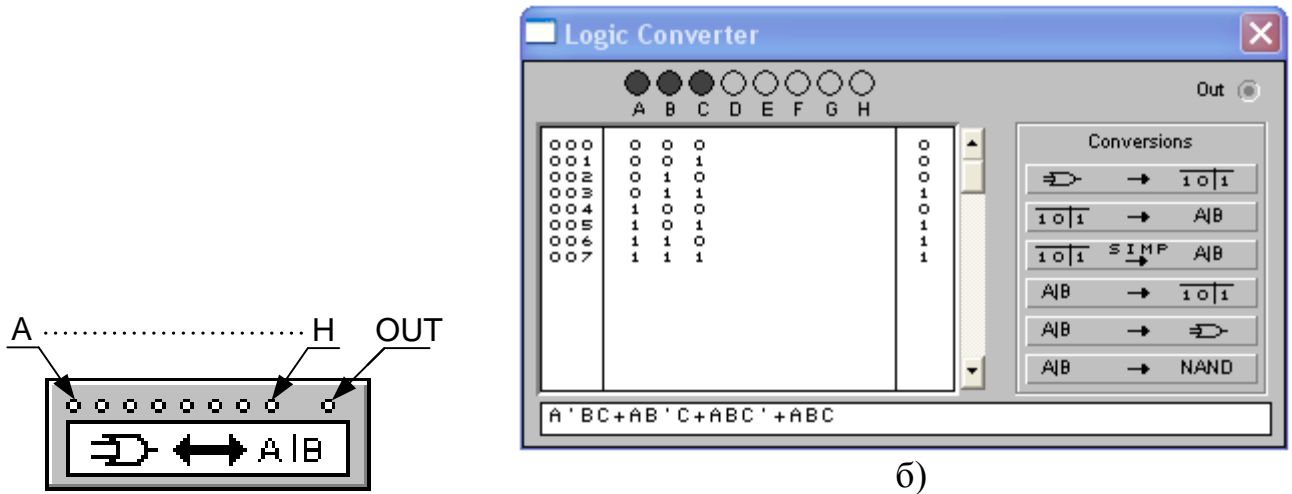 A .......................... H OUT
A|B
Logic Converter
A B C D E F G H
Out
000 0 0 0 0
001 0 0 1 0
002 0 1 0 0
003 0 1 1 1
004 1 0 0 0
005 1 0 1 1
006 1 1 0 1
007 1 1 1 1
Conversions
→ 1 0|1
1 0|1 → A|B
1 0|1 SIMP → A|B
A|B → 1 0|1
A|B →
A|B → NAND
A'BC+AB'C+ABC'+ABC
б)